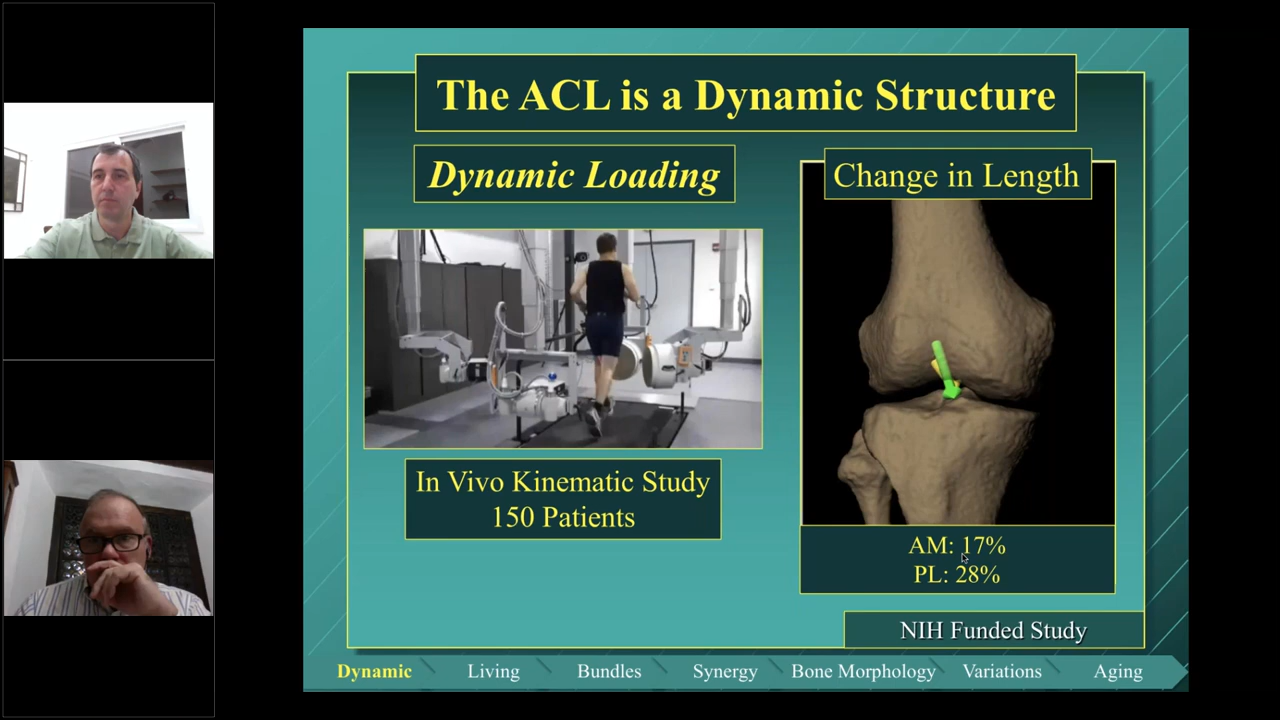 The ACL is a Dynamic Structure
Dynamic Loading
Change in Length
In Vivo Kinematic Study
150 Patients
AM: 17%
PL: 28%
NIH Funded Study
Dynamic
Living
Bundles
Synergy
Bone Morphology
Variations
Aging